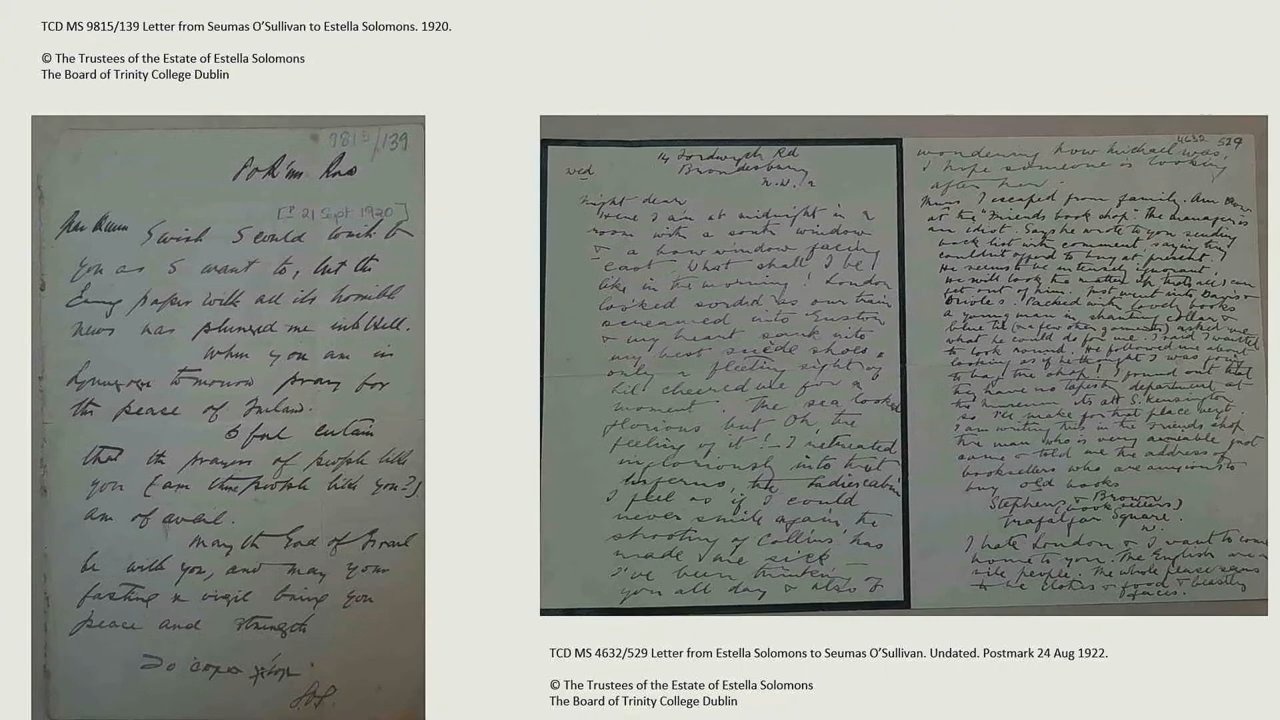 TCD MS 9815/139 Letter from Seumas O’Sullivan to Estella Solomons. 1920.
© The Trustees of the Estate of Estella Solomons
The Board of Trinity College Dublin
9815/139
[? 21 Sept 1920]
I wish I could write to
you as I want to, but the
Evening paper with all its horrible
news has plunged me into Hell.
When you are in
tomorrow pray for
the peace of Ireland.
I feel certain
that the prayers of people like
you (are there people like you?)
are of avail.
May the God of Israel
be with you, and may your
fasting & vigil bring you
peace and strength
S.O'S.
14 Fordwych Rd
Brondesbury
N.W. 2
Wed
Night dear
Here I am at midnight in a
room with a south window
& a bow window facing
east. What shall I be
like in the morning! London
looked sordid as our train
screamed into Euston
& my heart sank into
my best suède shoes &
only a fleeting sight of
Lil cheered me for a
moment. The sea looked
glorious but Oh the
feeling of it! - I retreated
ingloriously into that
inferno, the ladies cabin
I feel as if I could
never smile again, the
shooting of Collins has
made me sick -
I've been thinking
you all day & also
4632 529
wondering how Michael was,
I hope someone is looking
after her.
I escaped from family. Am now
at the "Friends book shop". The manager is
an idiot. Says he wrote to you sending
back list with comment saying they
couldn't afford to buy at present!
He seems to be intensely ignorant.
He will look the matter up thats all I can
get out of him. Just went into Davis &
Orioles. Packed with lovely books
a young man in shanting collar &
blue tie (& a few other garments) asked me
what he could do for me. I said I wanted
to look round. He followed me about
looking as if he thought I was going
to the shop! I found out that
they have no tapestry department at
the museum its all S. Kensington
so I'll make for that place next.
I am writing this in the Friends shop
the man who is very amiable just
came & told me the address of
booksellers who are anxious to
buy old books
Stephens & Brown
(booksellers)
Trafalgar Square.
W.
I hate London & I want to come
home to you. The English are a
vile people. The whole place seems
to be clothes & food & beastly
faces.
TCD MS 4632/529 Letter from Estella Solomons to Seumas O’Sullivan. Undated. Postmark 24 Aug 1922.
© The Trustees of the Estate of Estella Solomons
The Board of Trinity College Dublin